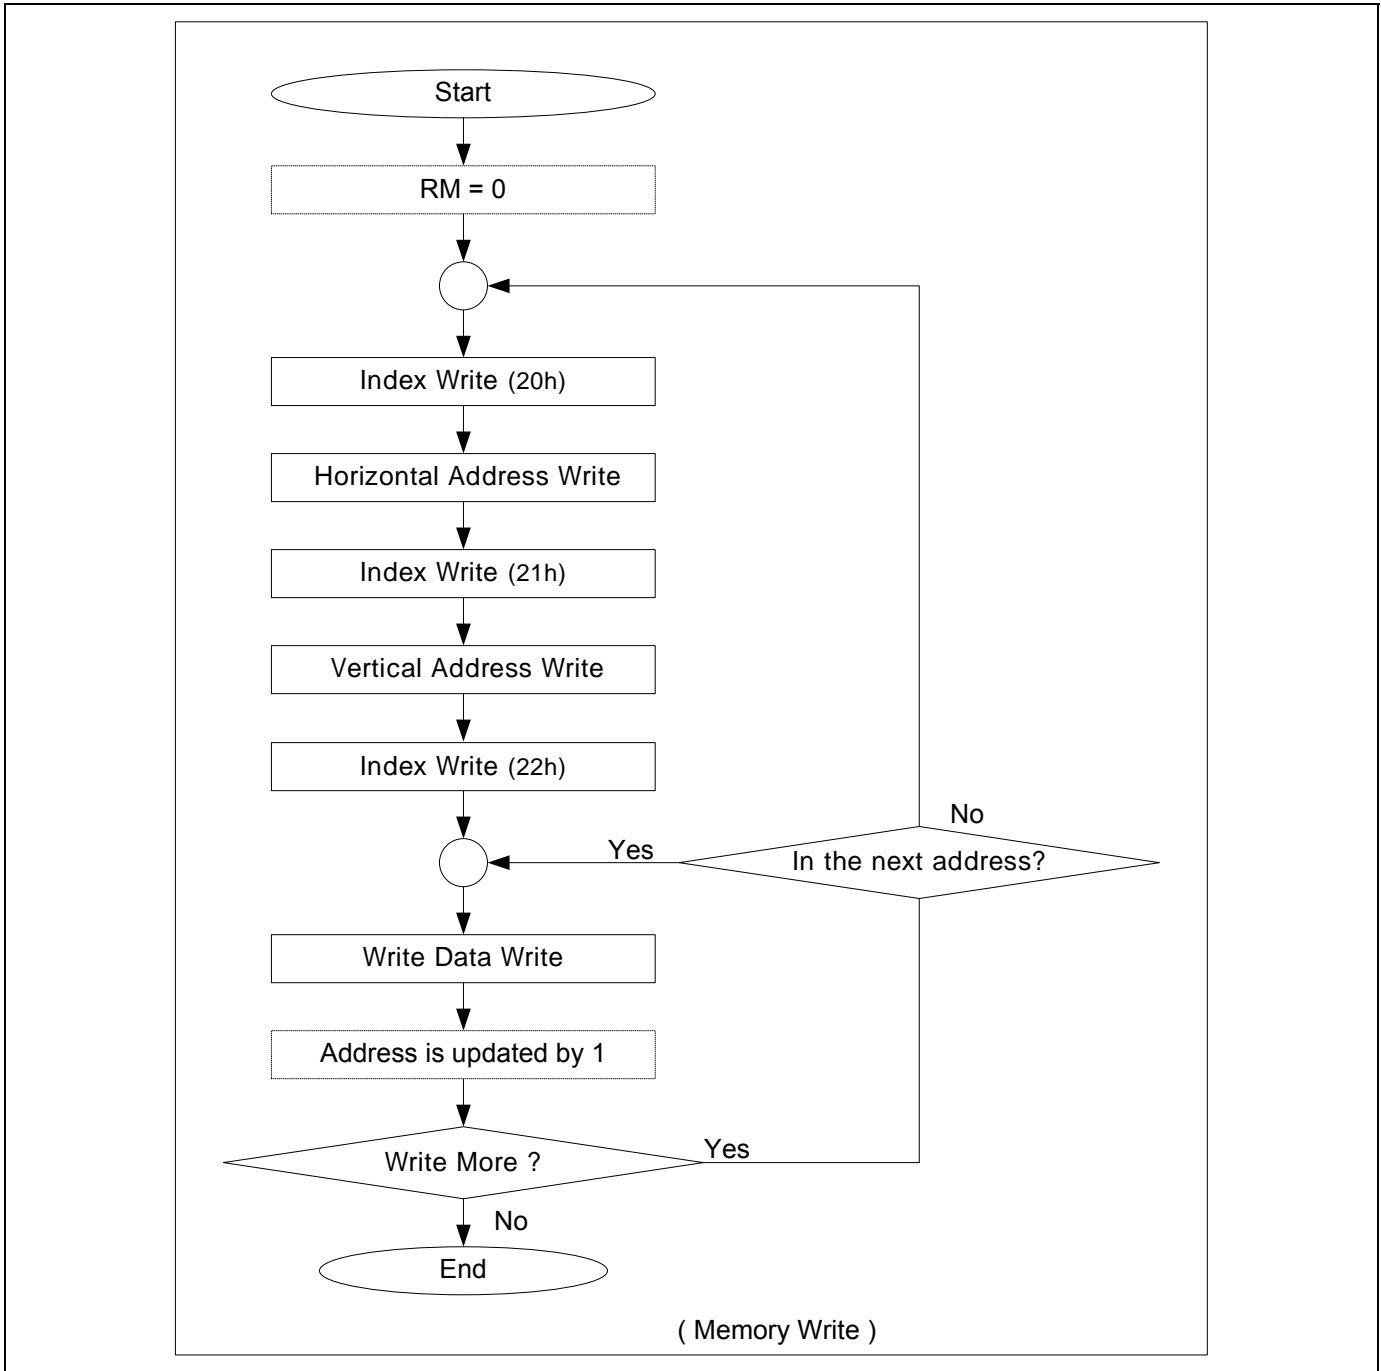 Start
RM = 0
Index Write (20h)
Horizontal Address Write
Index Write (21h)
Vertical Address Write
Index Write (22h)
No
Yes
In the next address?
Write Data Write
Address is updated by 1
Write More ?
Yes
No
End
( Memory Write )